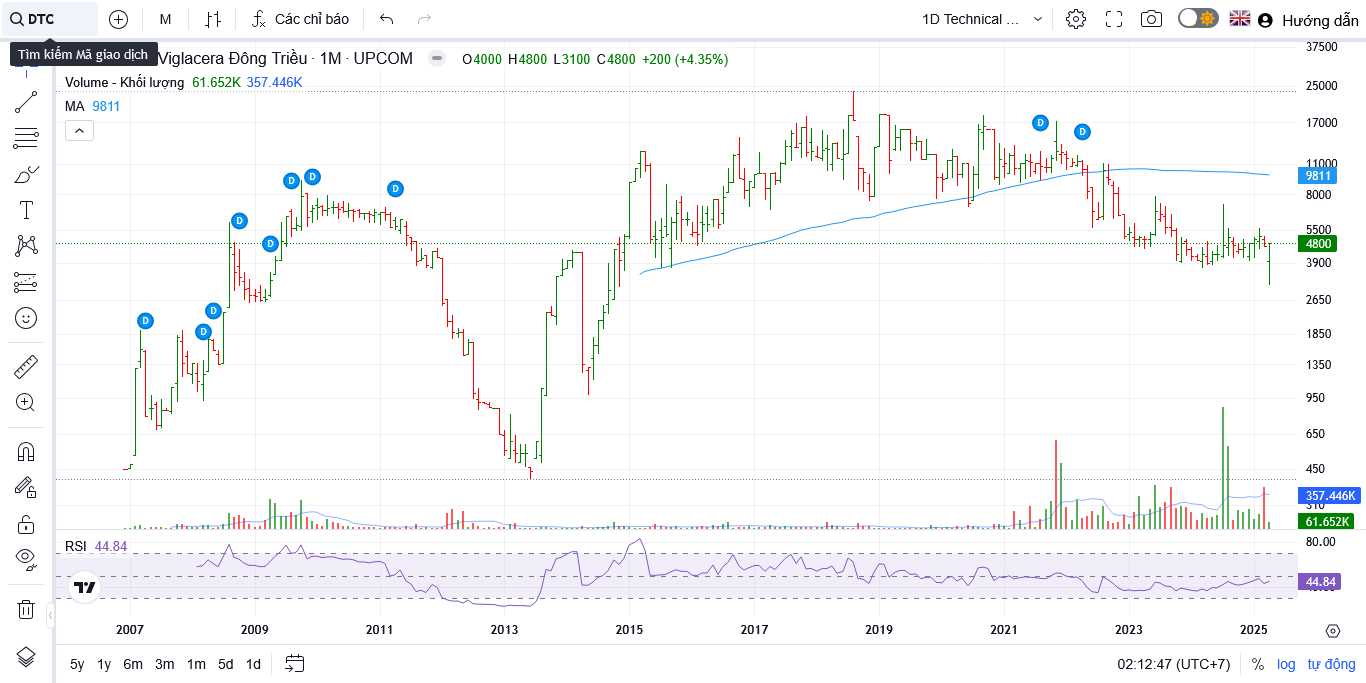 DTC
M
Các chỉ báo
1D Technical ...
Hướng dẫn
Tìm kiếm Mã giao dịch
Viglacera Đông Triều · 1M · UPCOM
O4000 H4800 L3100 C4800 +200 (+4.35%)
Volume - Khối lượng 61.652K 357.446K
MA 9811
37500
25000
17000
11000
9811
8000
5500
4800
3900
2650
1850
1350
950
650
450
357.446K
310
61.652K
D
D
D
D
D
D
D
D
D
D
RSI 44.84
80.00
44.84
2007 2009 2011 2013 2015 2017 2019 2021 2023 2025
5y 1y 6m 3m 1m 5d 1d
02:12:47 (UTC+7) % log tự động